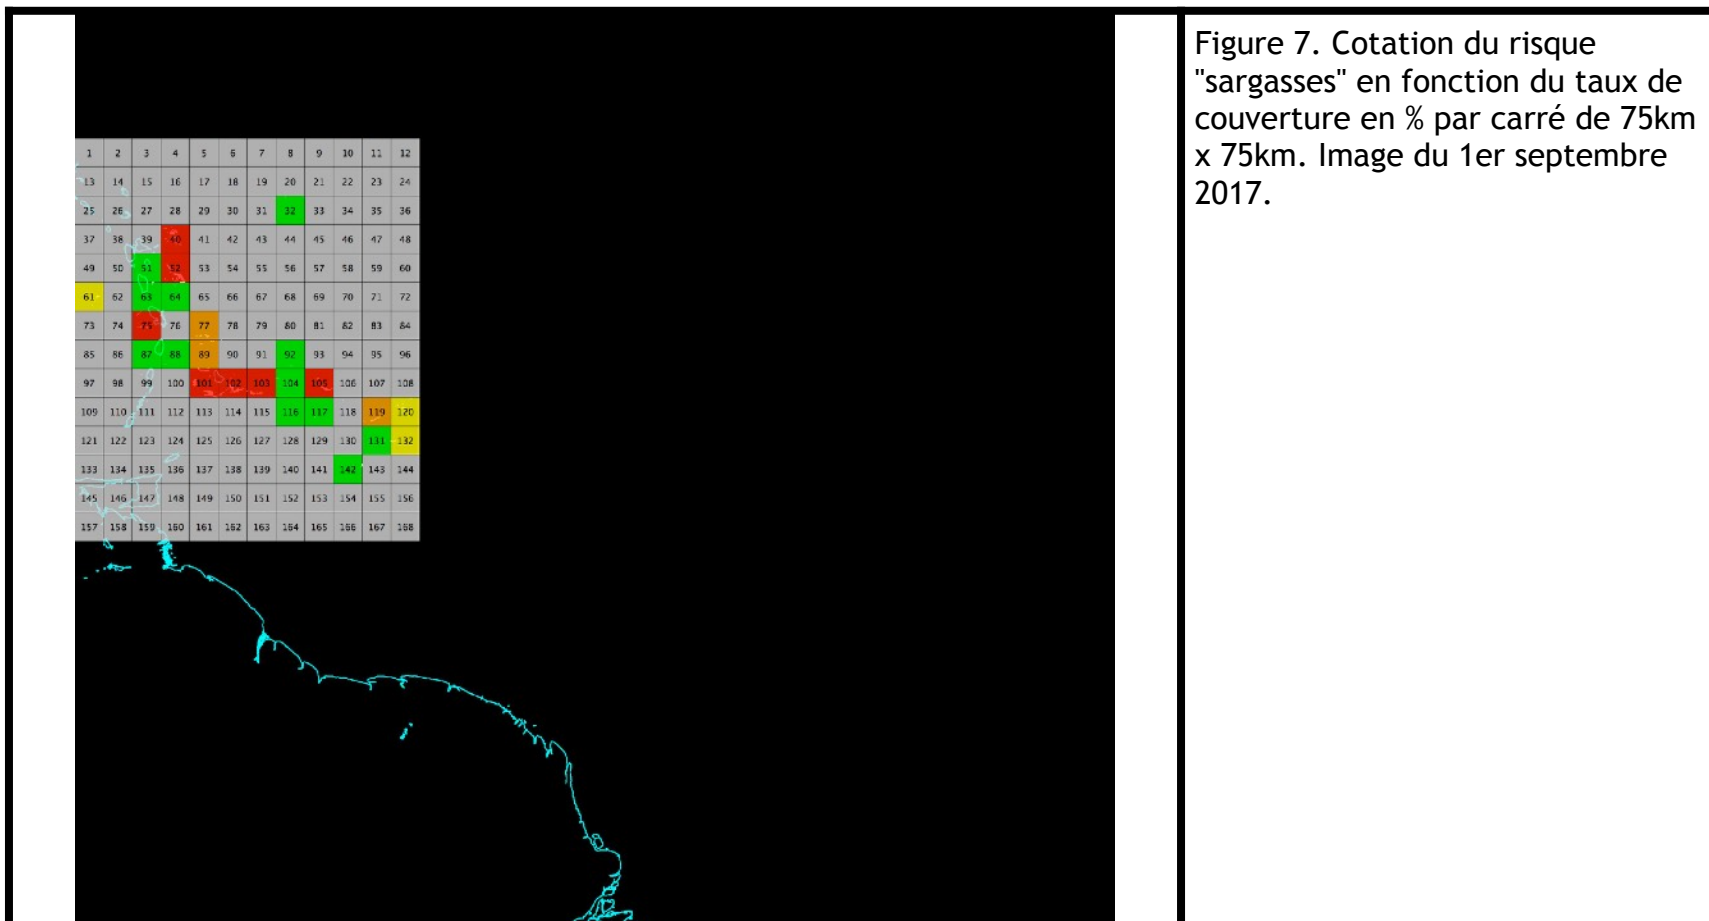 1 2 3 4 5 6 7 8 9 10 11 12
13 14 15 16 17 18 19 20 21 22 23 24
25 26 27 28 29 30 31 32 33 34 35 36
37 38 39 40 41 42 43 44 45 46 47 48
49 50 51 52 53 54 55 56 57 58 59 60
61 62 63 64 65 66 67 68 69 70 71 72
73 74 75 76 77 78 79 80 81 82 83 84
85 86 87 88 89 90 91 92 93 94 95 96
97 98 99 100 101 102 103 104 105 106 107 108
109 110 111 112 113 114 115 116 117 118 119 120
121 122 123 124 125 126 127 128 129 130 131 132
133 134 135 136 137 138 139 140 141 142 143 144
145 146 147 148 149 150 151 152 153 154 155 156
157 158 159 160 161 162 163 164 165 166 167 168
Figure 7. Cotation du risque
"sargasses" en fonction du taux de
couverture en % par carré de 75km
x 75km. Image du 1er septembre
2017.